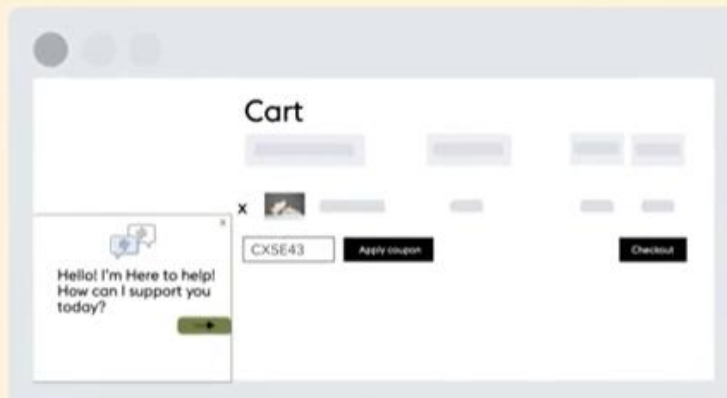 Cart
x
x
CXSE43 Apply coupon Checkout
Hello! I'm Here to help!
How can I support you
today?